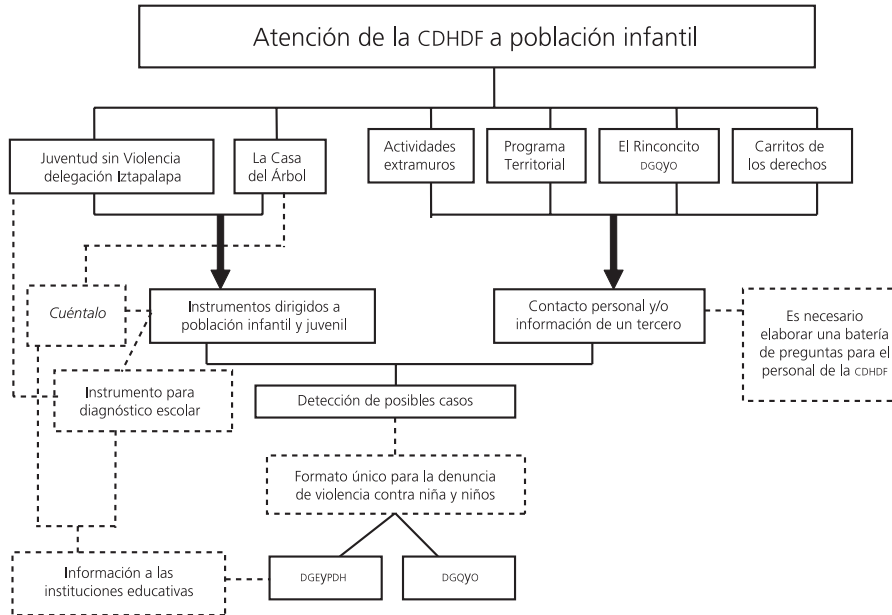 Atención de la CDHDF a población infantil
Juventud sin Violencia
delegación Iztapalapa
La Casa
del Árbol
Actividades
extramuros
Programa
Territorial
El Rinconcito
DGQyO
Carritos de
los derechos
Cuéntalo
Instrumentos dirigidos a
población infantil y juvenil
Contacto personal y/o
información de un tercero
Es necesario
elaborar una batería
de preguntas para el
personal de la CDHDF
Instrumento para
diagnóstico escolar
Detección de posibles casos
Formato único para la denuncia
de violencia contra niña y niños
Información a las
instituciones educativas
DGEyPDH
DGQyO